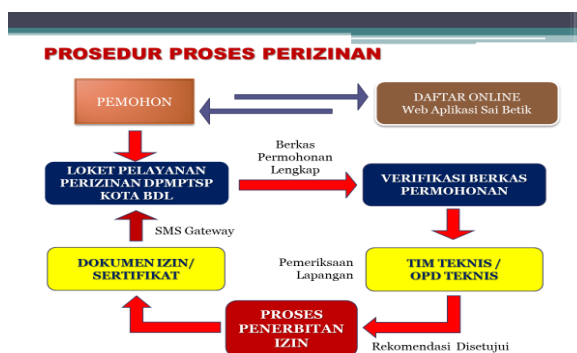 PROSEDUR PROSES PERIZINAN
PEMOHON
DAFTAR ONLINE
Web Aplikasi Sai Betik
LOKET PELAYANAN
PERIZINAN DPMPTSP
KOTA BDL
Berkas
Permohonan
Lengkap
VERIFIKASI BERKAS
PERMOHONAN
SMS Gateway
DOKUMEN IZIN/
SERTIFIKAT
Pemeriksaan
Lapangan
TIM TEKNIS /
OPD TEKNIS
PROSES
PENERBITAN
IZIN
Rekomendasi Disetujui